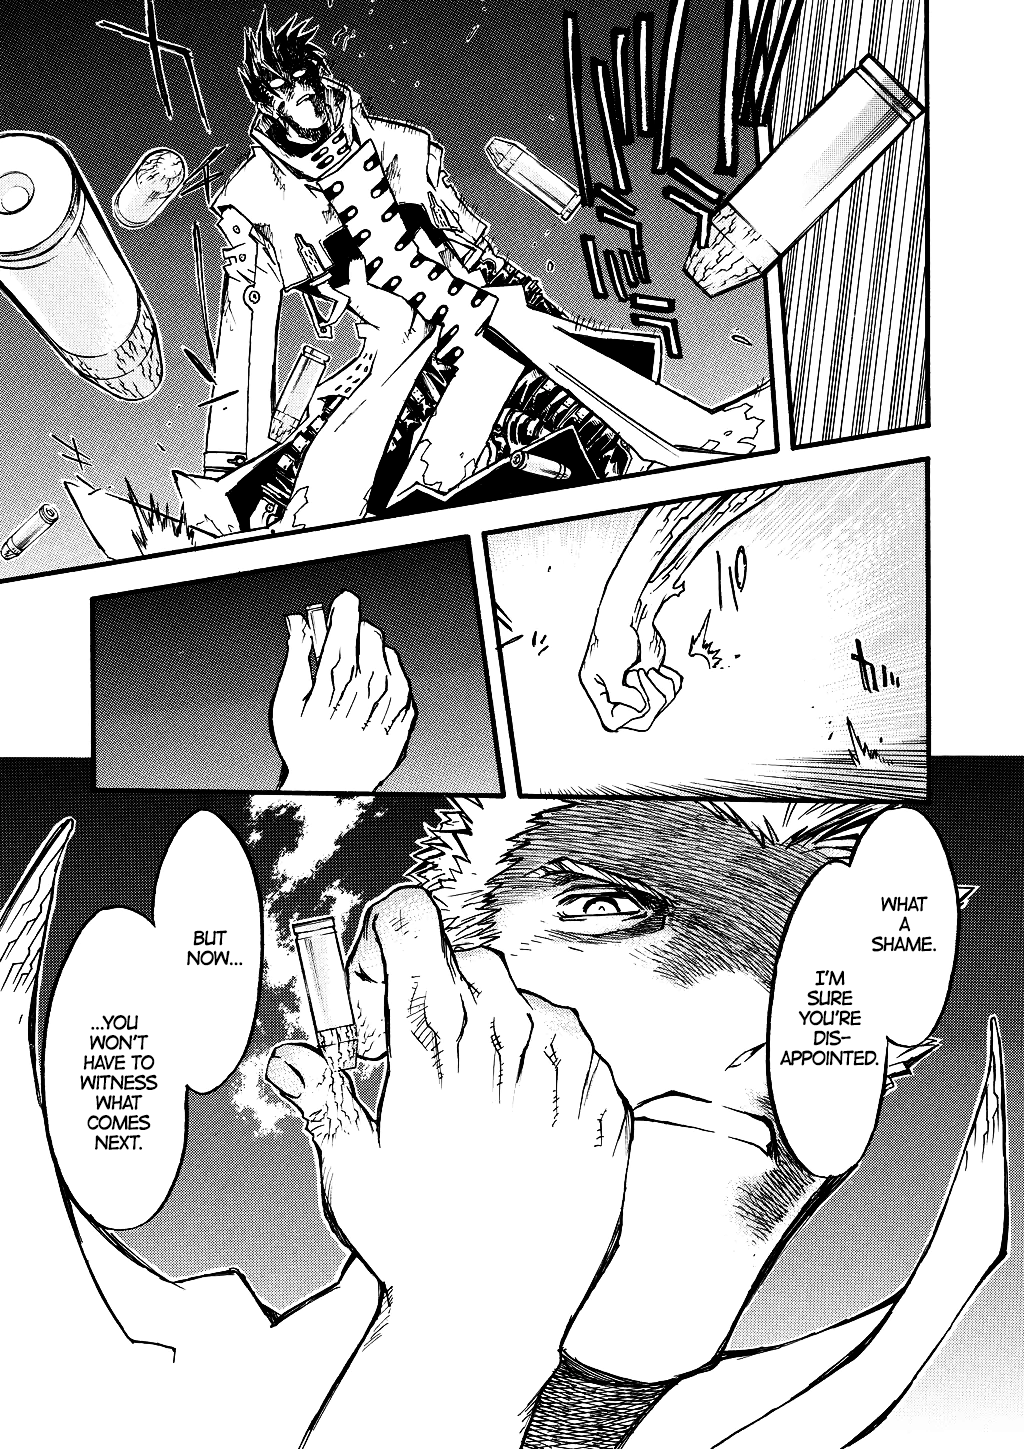 WHAT
A
SHAME.
I'M
SURE
YOU'RE
DIS-
APPOINTED.
BUT
NOW...
...YOU
WON'T
HAVE TO
WITNESS
WHAT
COMES
NEXT.